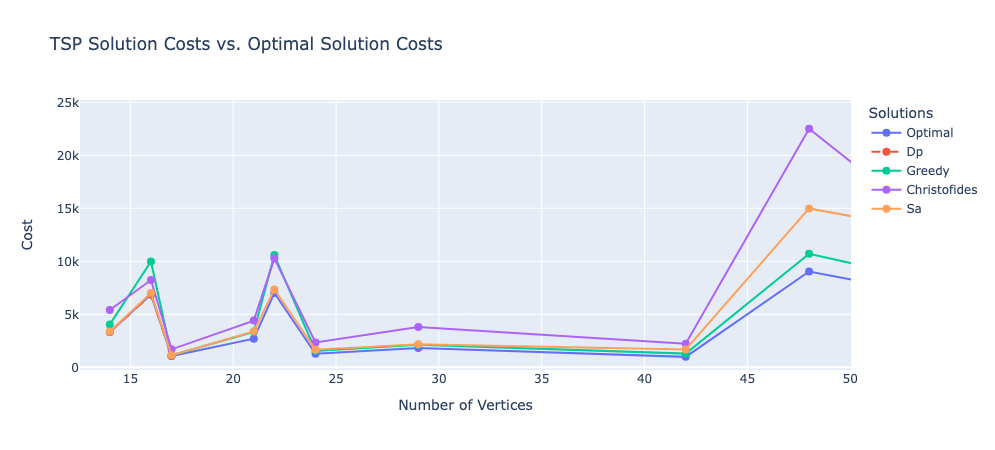 TSP Solution Costs vs. Optimal Solution Costs
25k
20k
15k
10k
5k
0
Cost
15
20
25
30
35
40
45
50
Number of Vertices
Solutions
Optimal
Dp
Greedy
Christofides
Sa